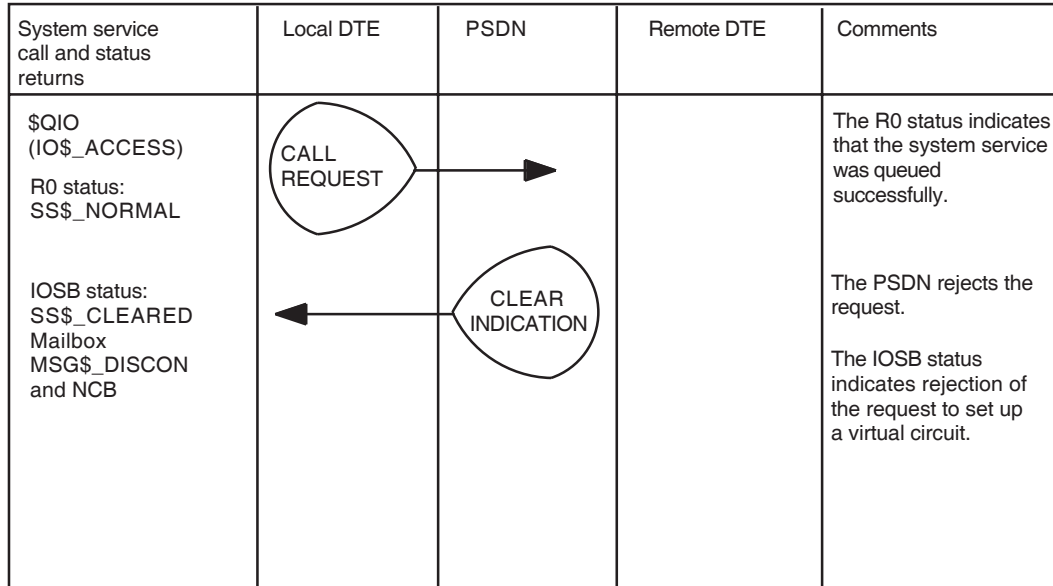 System service
call and status
returns
Local DTE
PSDN
Remote DTE
Comments
$QIO
(IO$_ACCESS)
R0 status:
SS$_NORMAL
CALL
REQUEST
The R0 status indicates
that the system service
was queued
successfully.
IOSB status:
SS$_CLEARED
Mailbox
MSG$_DISCON
and NCB
CLEAR
INDICATION
The PSDN rejects the
request.
The IOSB status
indicates rejection of
the request to set up
a virtual circuit.